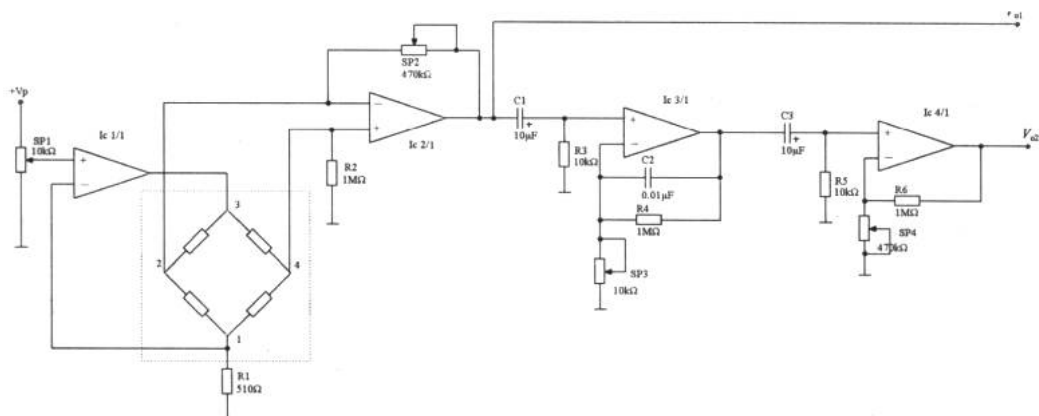 +Vp
SP1
10kΩ
Ic 1/1
+
−
3
2
4
1
R1
510Ω
SP2
470kΩ
−
+
Ic 2/1
R2
1MΩ
C1
+
10μF
R3
10kΩ
Ic 3/1
+
−
C2
0.01μF
R4
1MΩ
SP3
10kΩ
C3
+
10μF
R5
10kΩ
Ic 4/1
+
−
R6
1MΩ
SP4
470kΩ
o1
Vo2